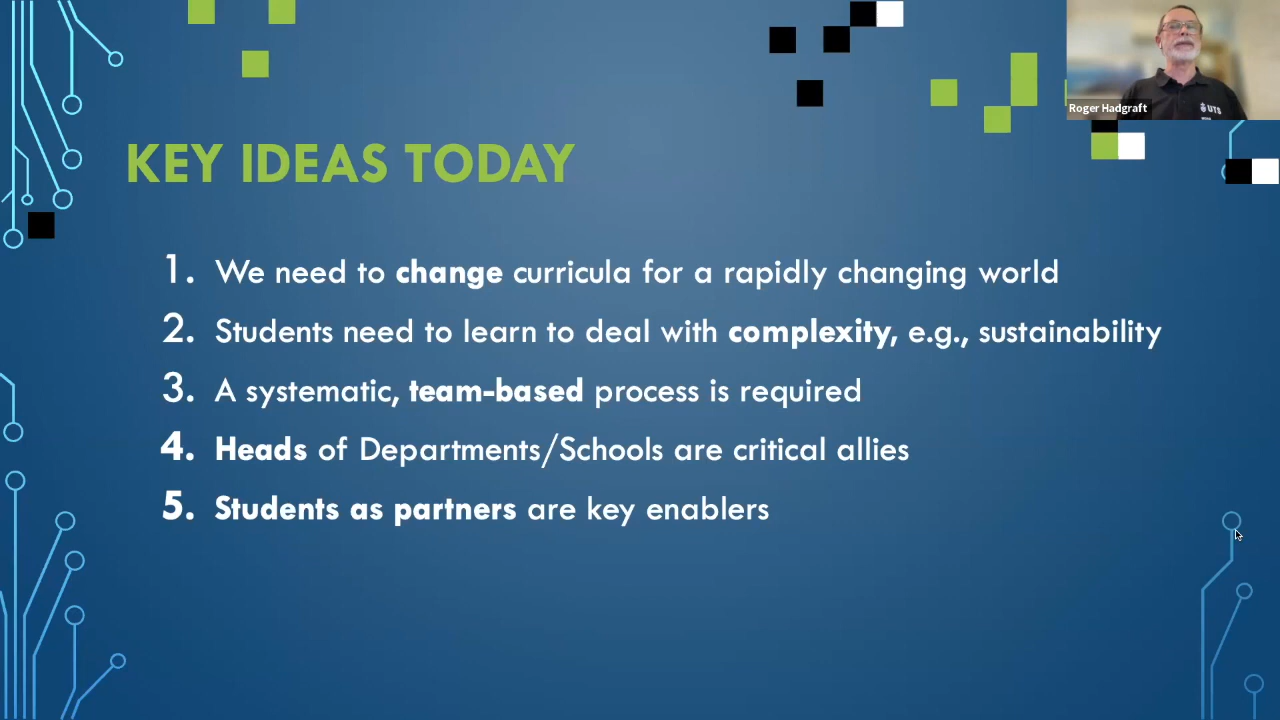 Roger Hadgraft
UTS
KEY IDEAS TODAY
1. We need to change curricula for a rapidly changing world
2. Students need to learn to deal with complexity, e.g., sustainability
3. A systematic, team-based process is required
4. Heads of Departments/Schools are critical allies
5. Students as partners are key enablers